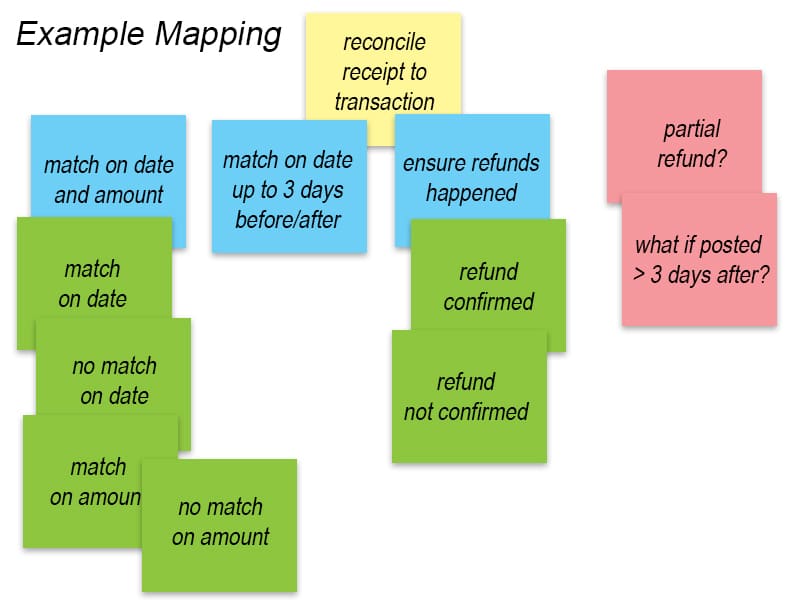 Example Mapping
reconcile
receipt to
transaction
match on date
and amount
match on date
up to 3 days
before/after
ensure refunds
happened
partial
refund?
match
on date
no match
on date
match
on amoun
no match
on amount
refund
confirmed
refund
not confirmed
what if posted
> 3 days after?